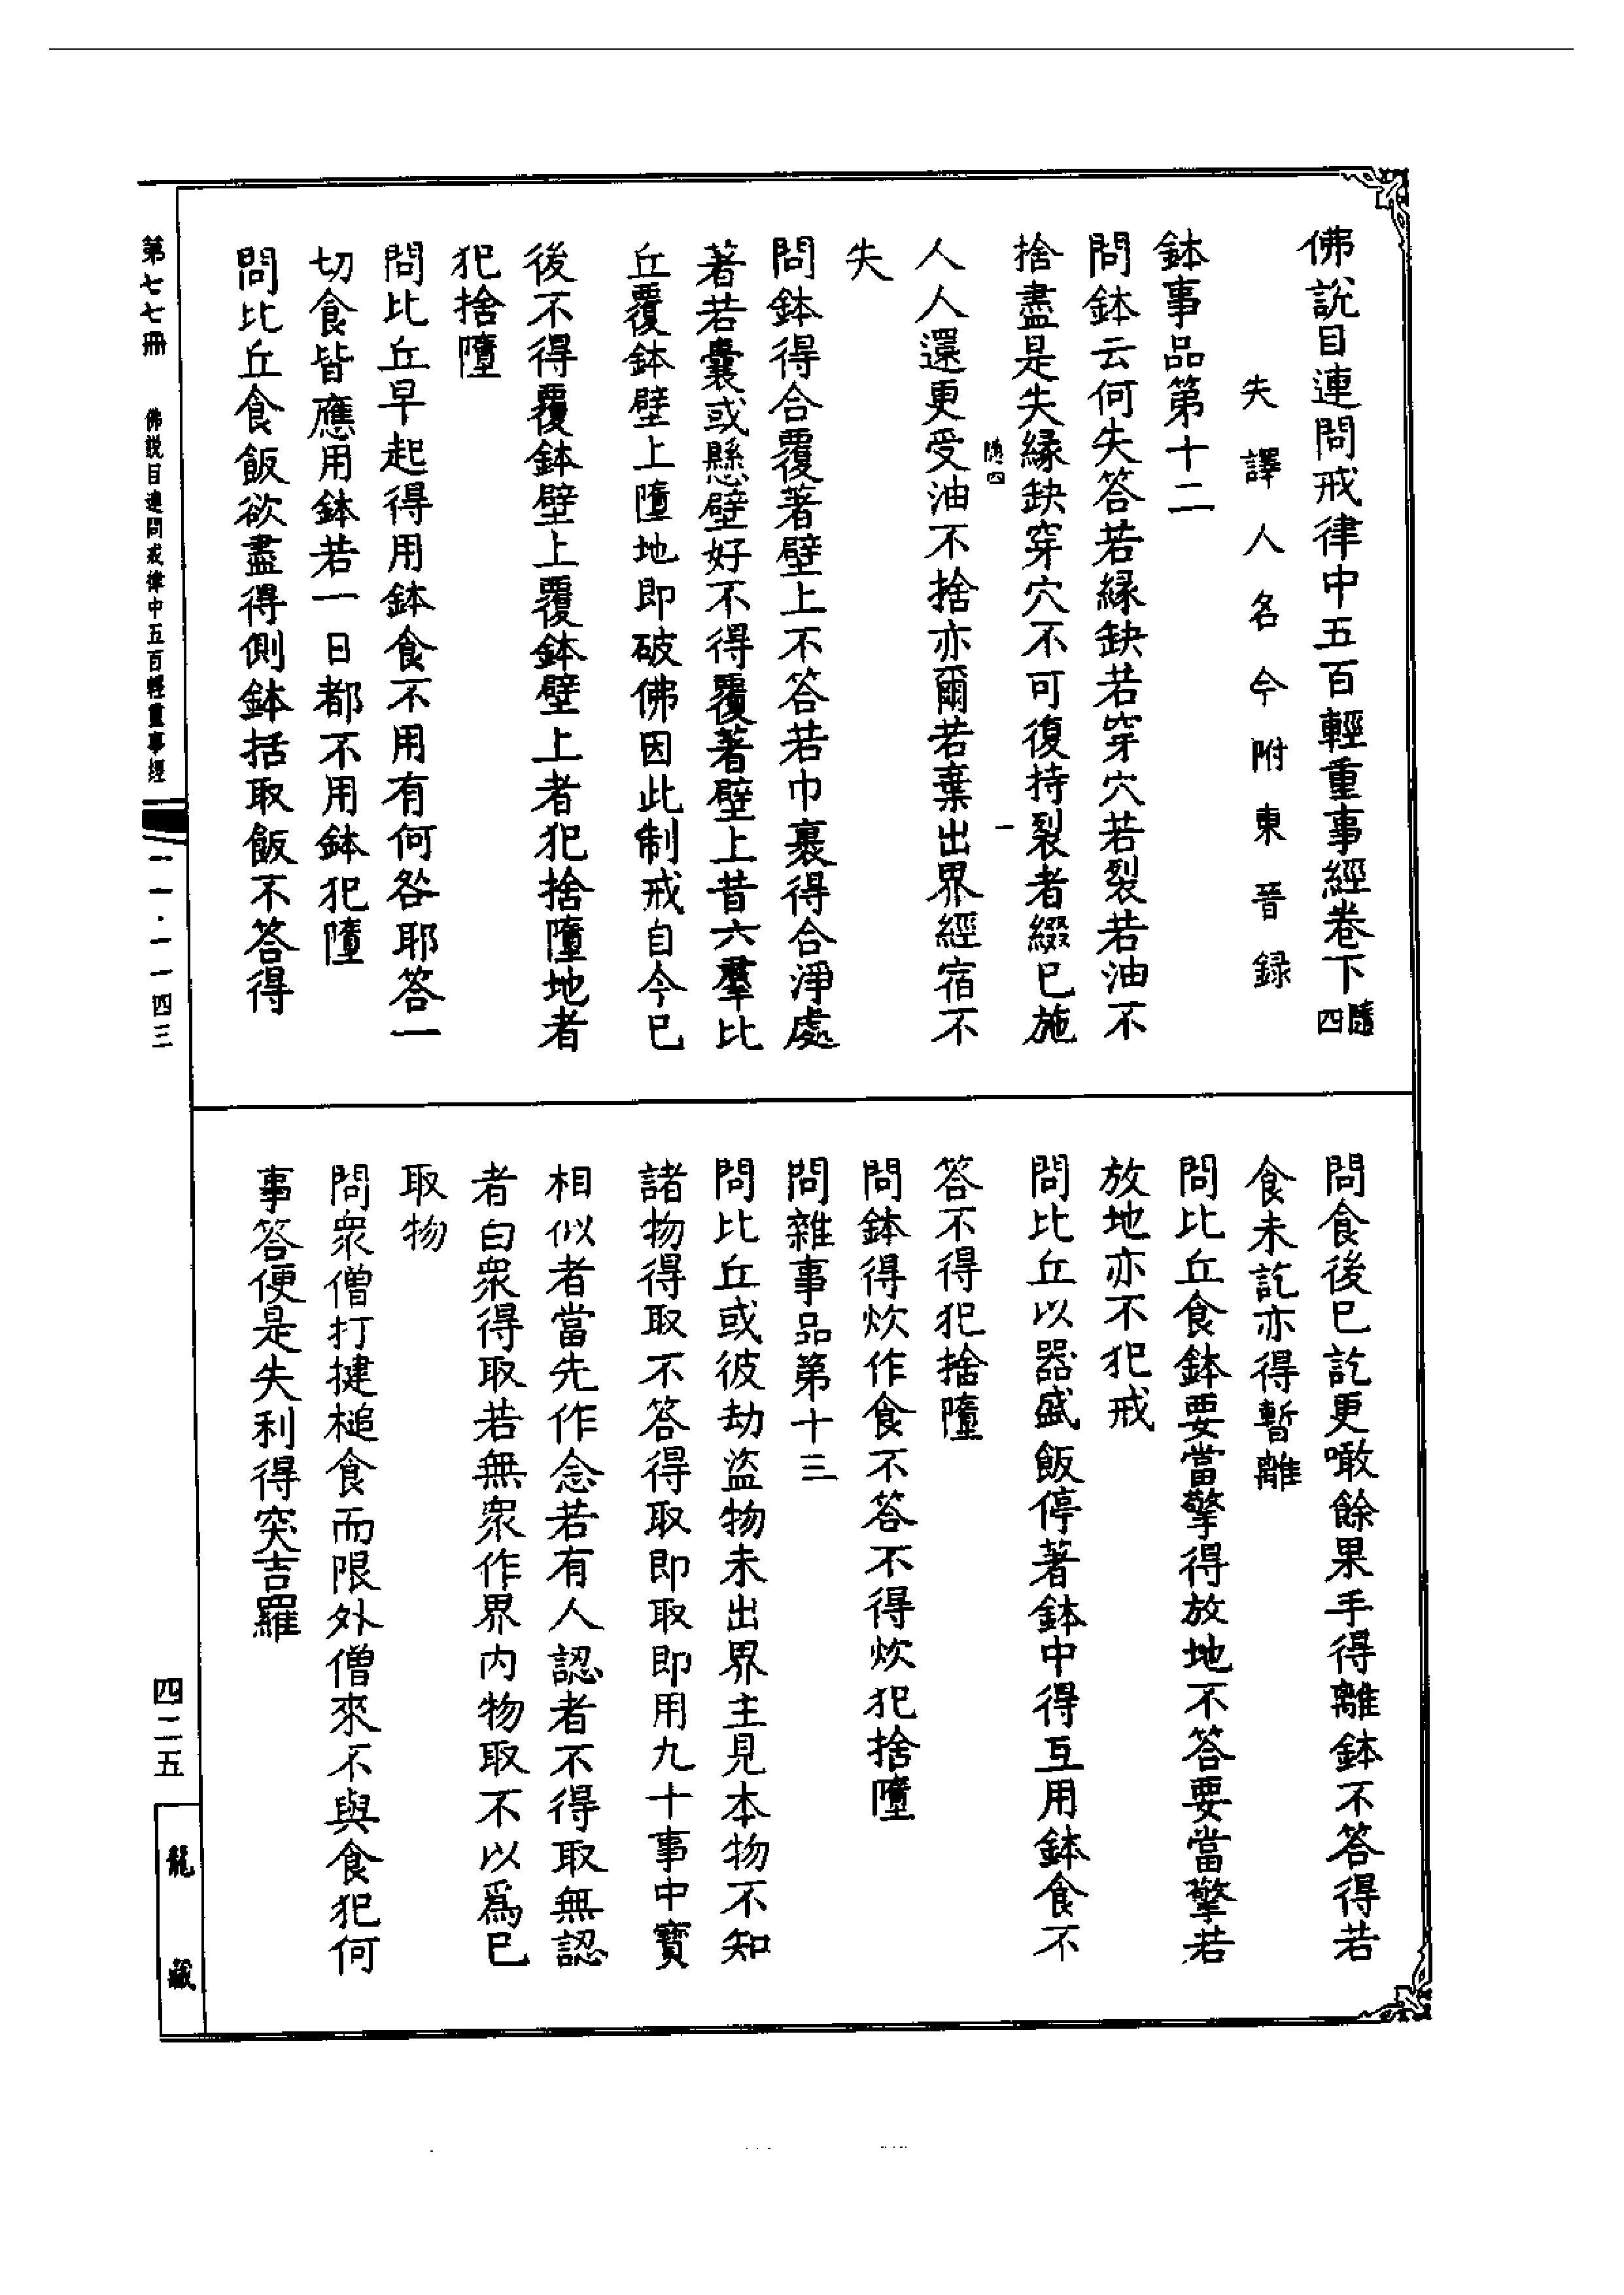 佛說目連問戒律中五百輕重事經卷下 隨四
失譯人名今附東晉錄
鉢事品第十二
問鉢云何失答若緣缺若穿穴若裂若油不
捨盡是失緣缺穿穴不可復持裂者綴已施
隨四
一
人人還更受油不捨亦爾若棄出界經宿不
失
問鉢得合覆著壁上不答若巾裹得合淨處
著若囊或懸壁好不得覆著壁上昔六羣比
丘覆鉢壁上墮地即破佛因此制戒自今已
後不得覆鉢壁上覆鉢壁上者犯捨墮地者
犯捨墮
問比丘早起得用鉢食不用有何咎耶答一
切食皆應用鉢若一日都不用鉢犯墮
問比丘食飯欲盡得側鉢括取飯不答得
問食後已訖更噉餘果手得離鉢不答得若
食未訖亦得暫離
問比丘食鉢要當擎得放地不答要當擎若
放地亦不犯戒
問比丘以器盛飯停著鉢中得互用鉢食不
答不得犯捨墮
問鉢得炊作食不答不得炊犯捨墮
問雜事品第十三
問比丘或彼劫盜物未出界主見本物不知
諸物得取不答得取即取即用九十事中寶
相似者當先作念若有人認者不得取無認
者白眾得取若無眾作界內物取不以為已
取物
問眾僧打揵槌食而限外僧來不與食犯何
事答便是失利得突吉羅
第七七冊
佛說目連問戒律中五百輕重事經
一一·一一四三
四二五
龍藏